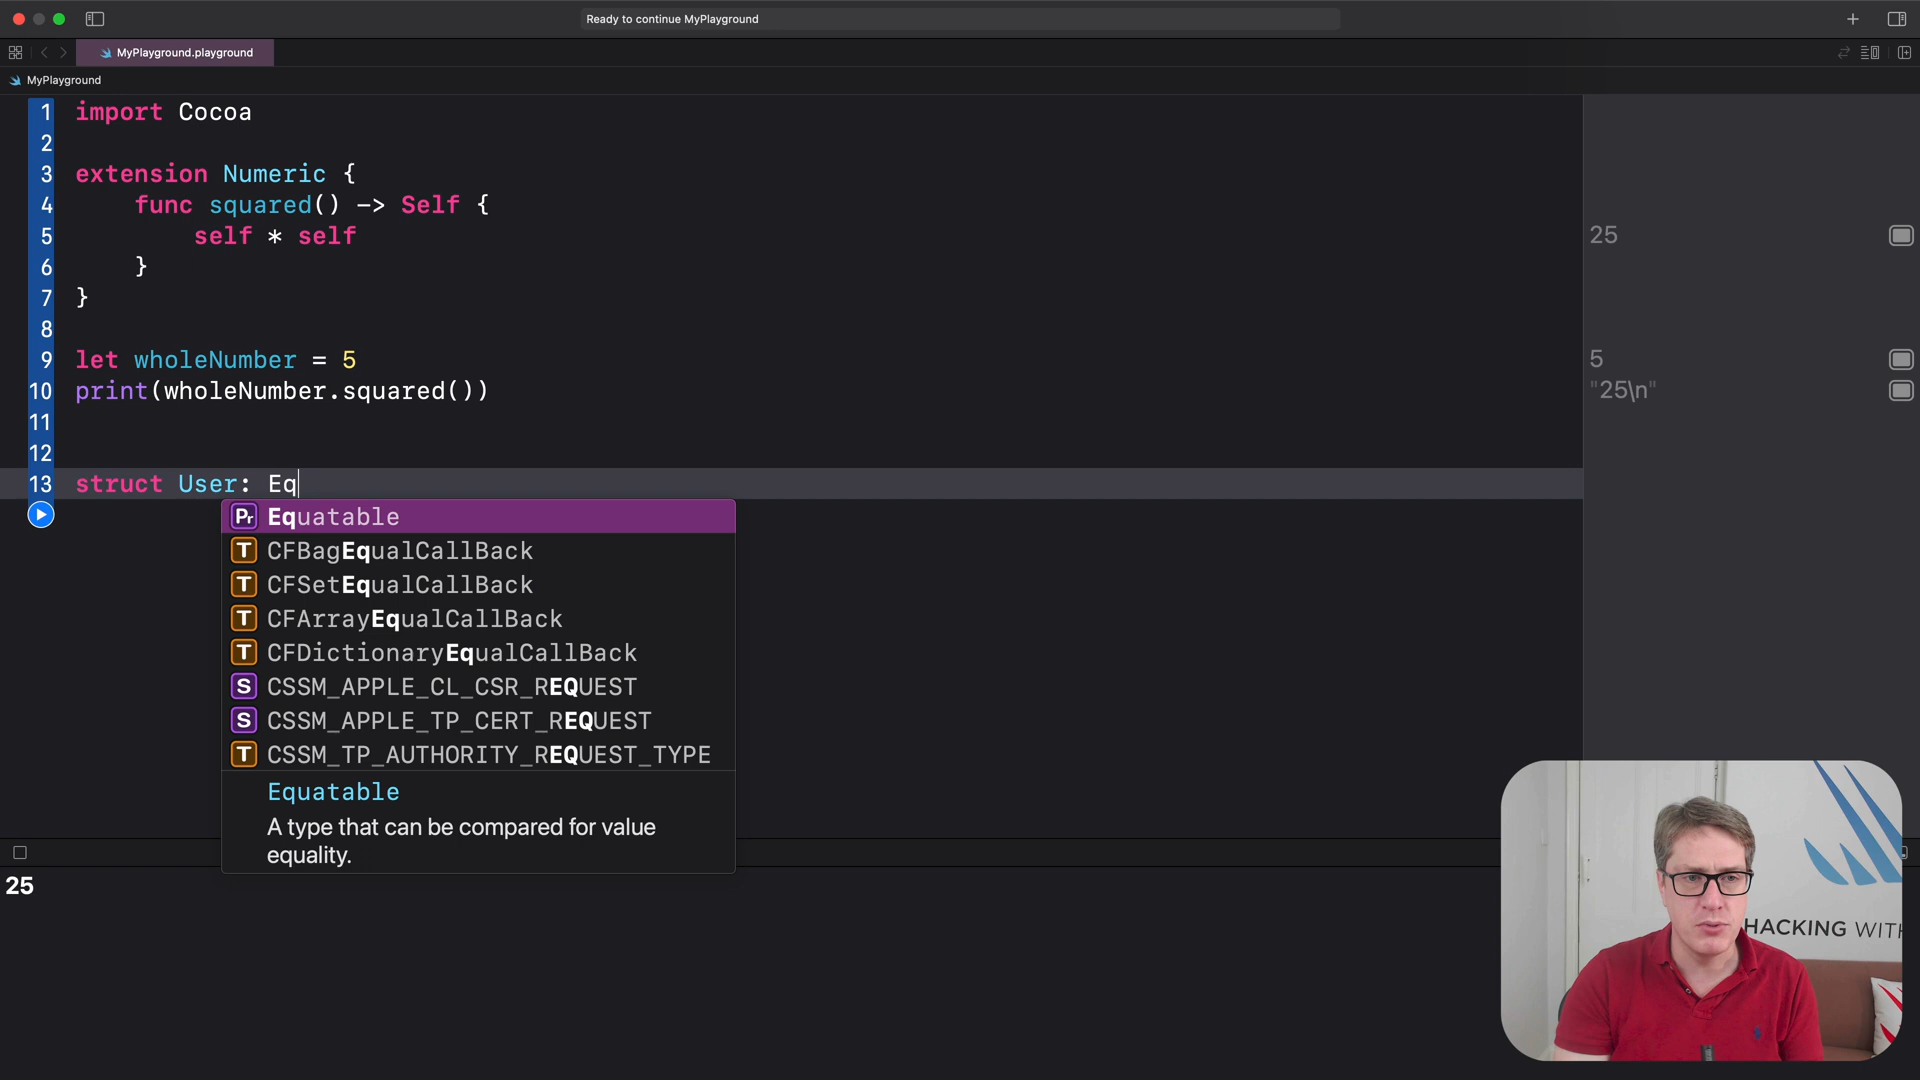 Ready to continue MyPlayground
MyPlayground.playground
MyPlayground
1 import Cocoa
2
3 extension Numeric {
4 func squared() -> Self {
5 self * self
25
6 }
7 }
8
9 let wholeNumber = 5
5
10 print(wholeNumber.squared())
"25\n"
11
12
13 struct User: Eq
Pr Equatable
T CFBagEqualCallBack
T CFSetEqualCallBack
T CFArrayEqualCallBack
T CFDictionaryEqualCallBack
S CSSM_APPLE_CL_CSR_REQUEST
S CSSM_APPLE_TP_CERT_REQUEST
T CSSM_TP_AUTHORITY_REQUEST_TYPE
Equatable
A type that can be compared for value
equality.
25
HACKING WITH